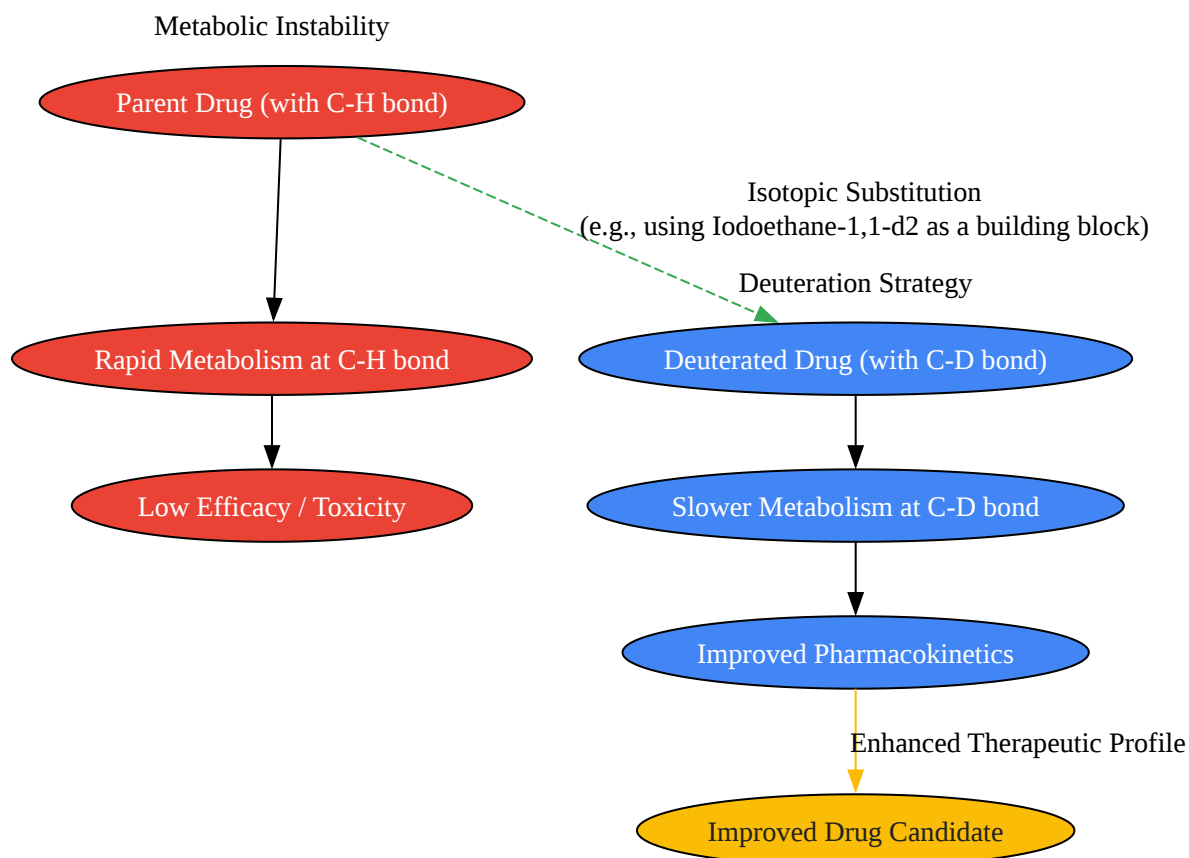 Metabolic Instability
Parent Drug (with C-H bond)
Isotopic Substitution
(e.g., using Iodoethane-1,1-d2 as a building block)
Deuteration Strategy
Rapid Metabolism at C-H bond
Deuterated Drug (with C-D bond)
Low Efficacy / Toxicity
Slower Metabolism at C-D bond
Improved Pharmacokinetics
Enhanced Therapeutic Profile
Improved Drug Candidate